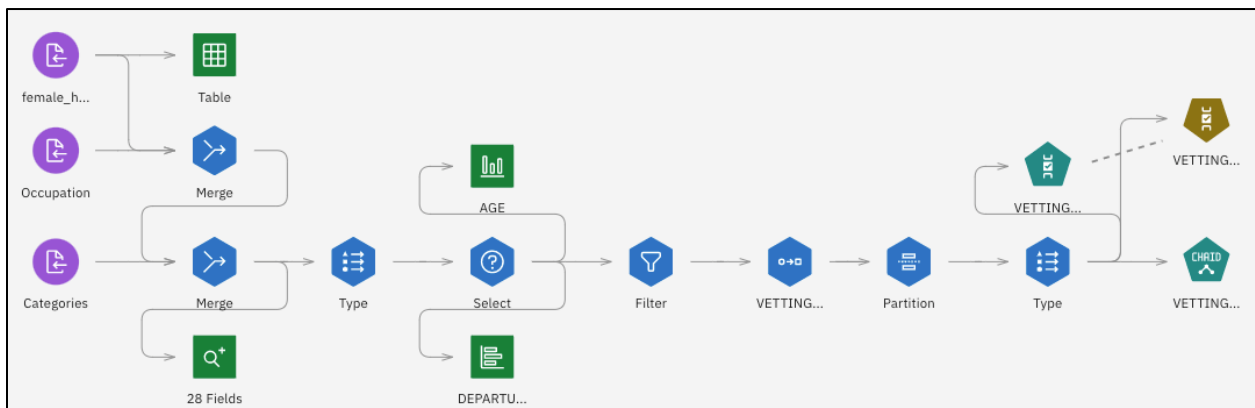 female_h...
Table
Occupation
Merge
AGE
VETTING...
VETTING...
Categories
Merge
Type
Select
Filter
VETTING...
Partition
Type
CHAID
VETTING...
28 Fields
DEPARTU...